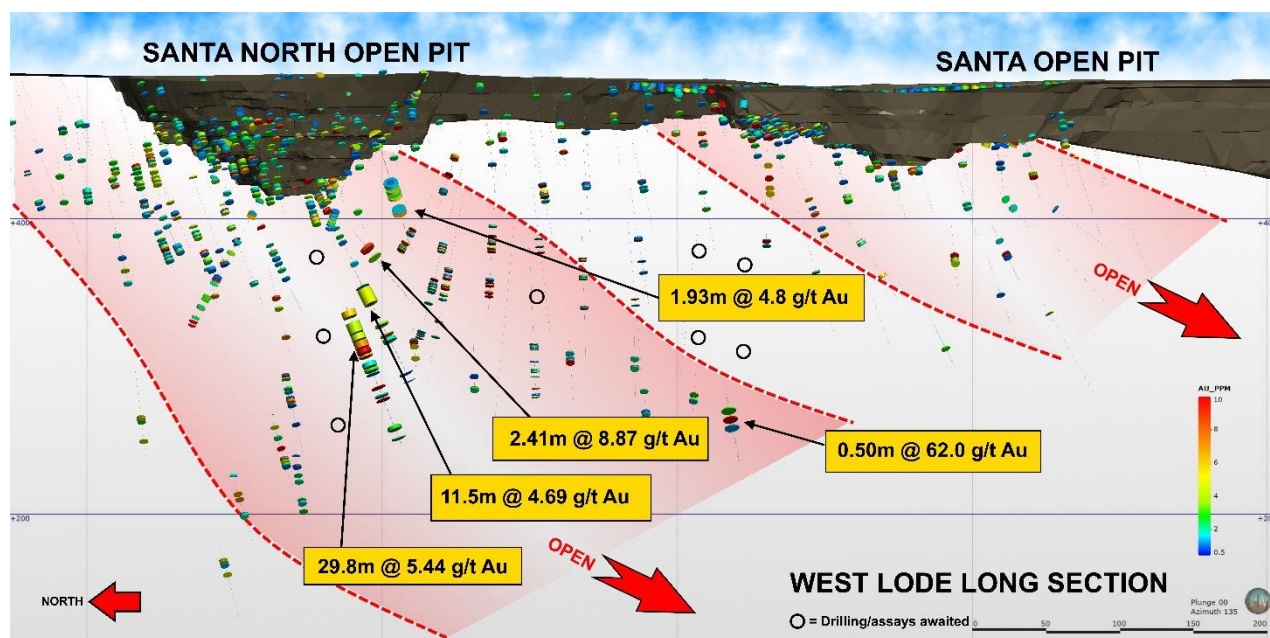 SANTA NORTH OPEN PIT
SANTA OPEN PIT
+400
+40
1.93m @ 4.8 g/t Au
OPEN
AU_PPM
10
8
6
4
2
0.5
2.41m @ 8.87 g/t Au
0.50m @ 62.0 g/t Au
11.5m @ 4.69 g/t Au
+200
+20
29.8m @ 5.44 g/t Au
OPEN
WEST LODE LONG SECTION
NORTH
Plunge 00
Azimuth 135
= Drilling/assays awaited
0 50 100 150 200